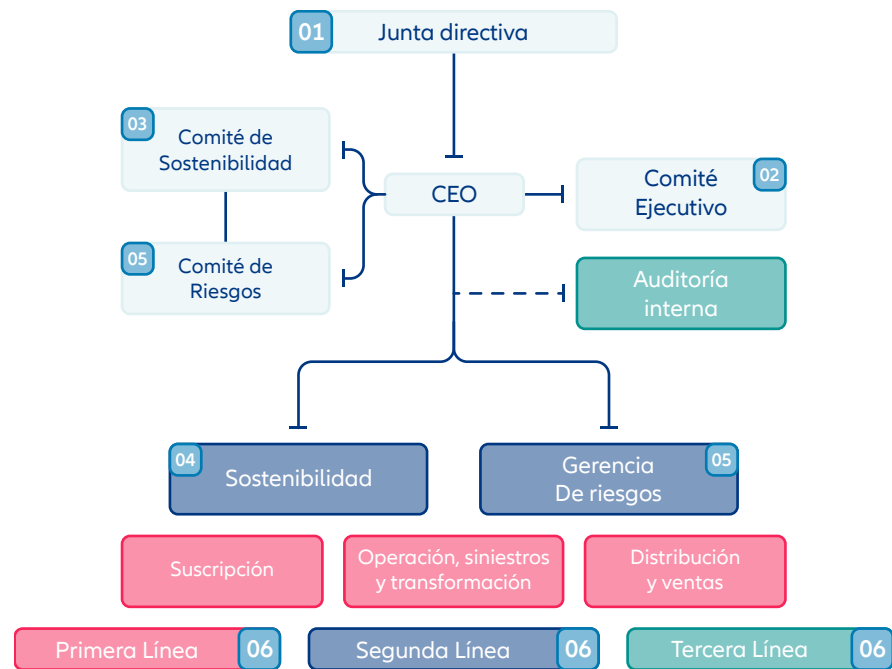 01
Junta directiva
03
Comité de
Sostenibilidad
CEO
Comité
Ejecutivo
02
05
Comité de
Riesgos
Auditoría
interna
04
Sostenibilidad
Gerencia
De riesgos
05
Suscripción
Operación, siniestros
y transformación
Distribución
y ventas
Primera Línea
06
Segunda Línea
06
Tercera Línea
06